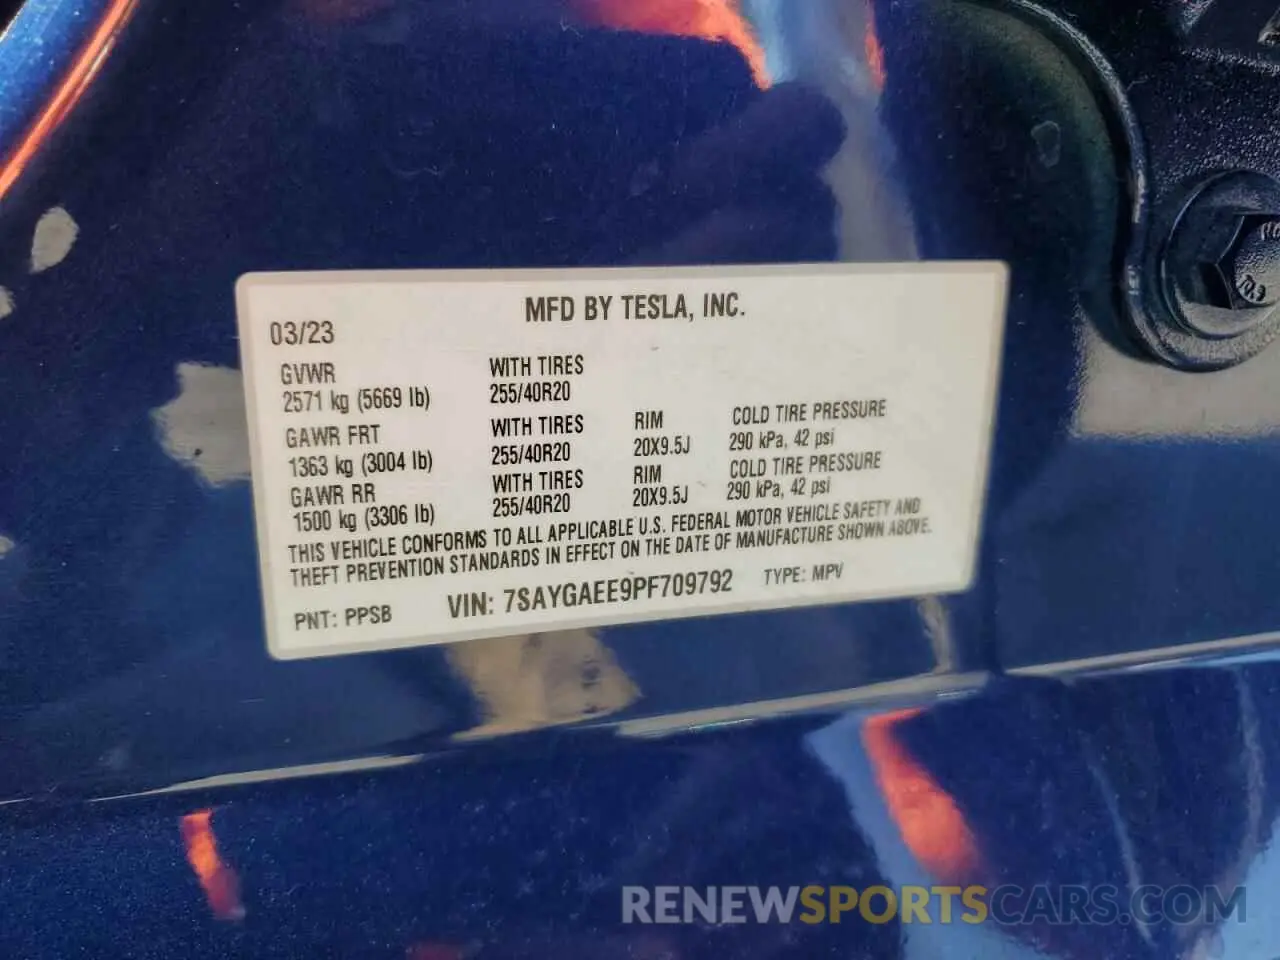 MFD BY TESLA, INC.
03/23
GVWR WITH TIRES
2571 kg (5669 lb) 255/40R20
GAWR FRT WITH TIRES RIM COLD TIRE PRESSURE
1363 kg (3004 lb) 255/40R20 20X9.5J 290 kPa, 42 psi
GAWR RR WITH TIRES RIM COLD TIRE PRESSURE
1500 kg (3306 lb) 255/40R20 20X9.5J 290 kPa, 42 psi
THIS VEHICLE CONFORMS TO ALL APPLICABLE U.S. FEDERAL MOTOR VEHICLE SAFETY AND
THEFT PREVENTION STANDARDS IN EFFECT ON THE DATE OF MANUFACTURE SHOWN ABOVE.
PNT: PPSB VIN: 7SAYGAEE9PF709792 TYPE: MPV
10.9
RENEWSPORTSCARS.COM